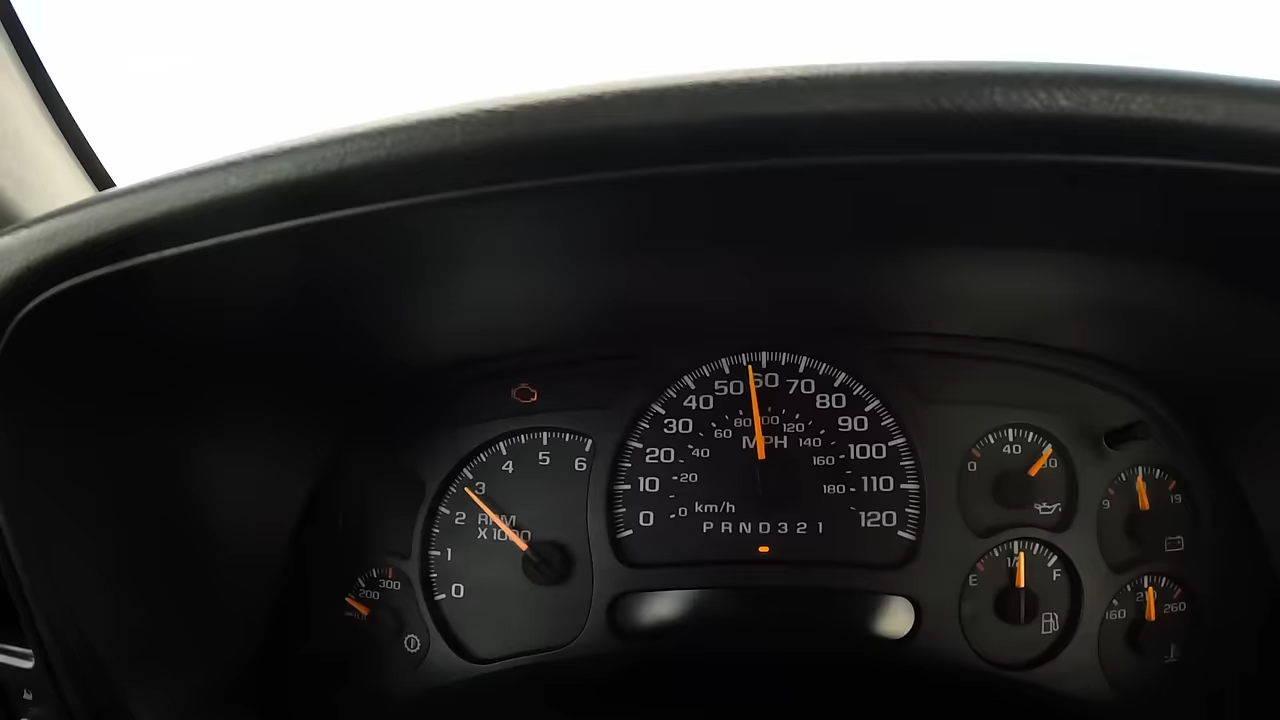 0 1 2 3 4 5 6
RPM
X 1000
0 10 20 30 40 50 60 70 80 90 100 110 120
0 20 40 60 80 100 120 140 160 180
MPH
km/h
P R N D 3 2 1
200 300
0 40 80
9 19
E 1/2 F
160 210 260